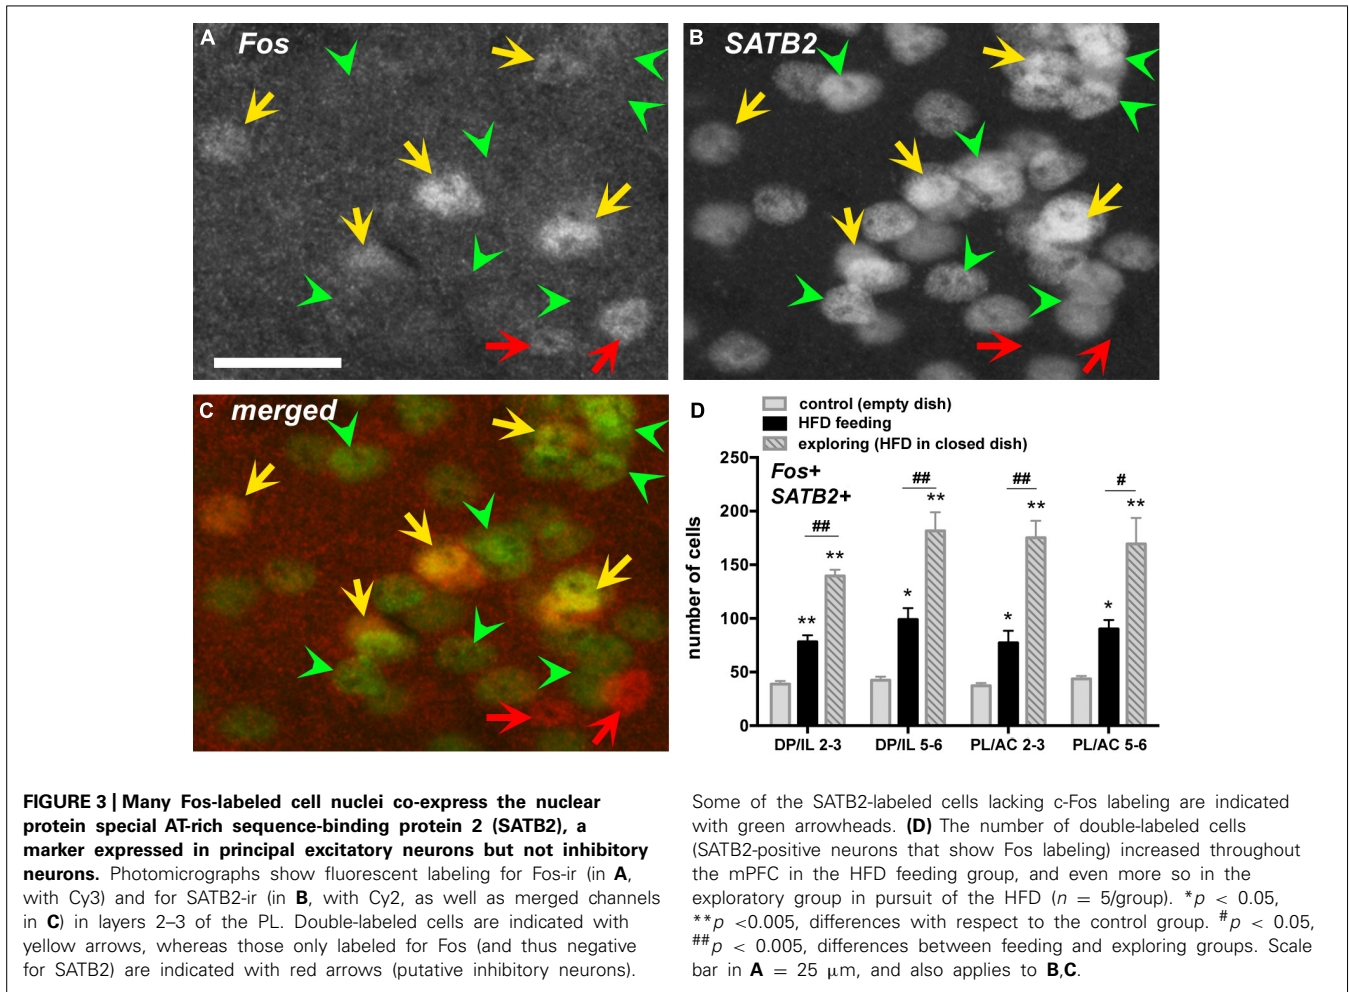 A Fos
B SATB2
C merged
D
control (empty dish)
HFD feeding
exploring (HFD in closed dish)
250
200
150
100
50
0
number of cells
Fos+
SATB2+
##
##
##
#
**
**
*
**
*
**
*
**
DP/IL 2-3
DP/IL 5-6
PL/AC 2-3
PL/AC 5-6
FIGURE 3 | Many Fos-labeled cell nuclei co-express the nuclear
protein special AT-rich sequence-binding protein 2 (SATB2), a
marker expressed in principal excitatory neurons but not inhibitory
neurons. Photomicrographs show fluorescent labeling for Fos-ir (in A,
with Cy3) and for SATB2-ir (in B, with Cy2, as well as merged channels
in C) in layers 2–3 of the PL. Double-labeled cells are indicated with
yellow arrows, whereas those only labeled for Fos (and thus negative
for SATB2) are indicated with red arrows (putative inhibitory neurons).
Some of the SATB2-labeled cells lacking c-Fos labeling are indicated
with green arrowheads. (D) The number of double-labeled cells
(SATB2-positive neurons that show Fos labeling) increased throughout
the mPFC in the HFD feeding group, and even more so in the
exploratory group in pursuit of the HFD (n = 5/group). *p < 0.05,
**p <0.005, differences with respect to the control group. #p < 0.05,
##p < 0.005, differences between feeding and exploring groups. Scale
bar in A = 25 μm, and also applies to B,C.